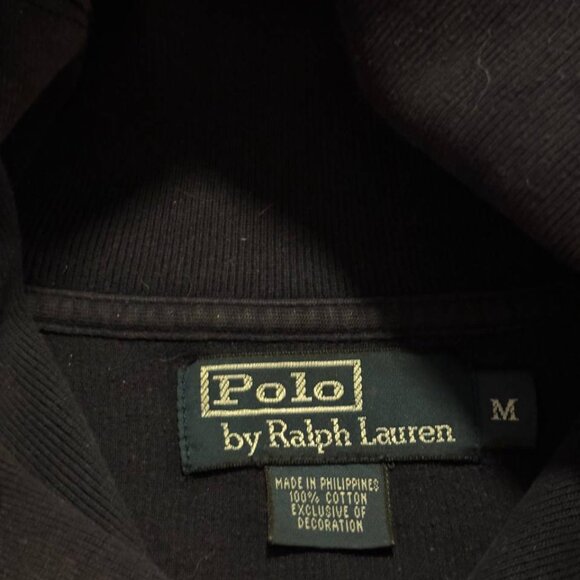 Polo
by Ralph Lauren
M
MADE IN PHILIPPINES
100% COTTON
EXCLUSIVE OF
DECORATION